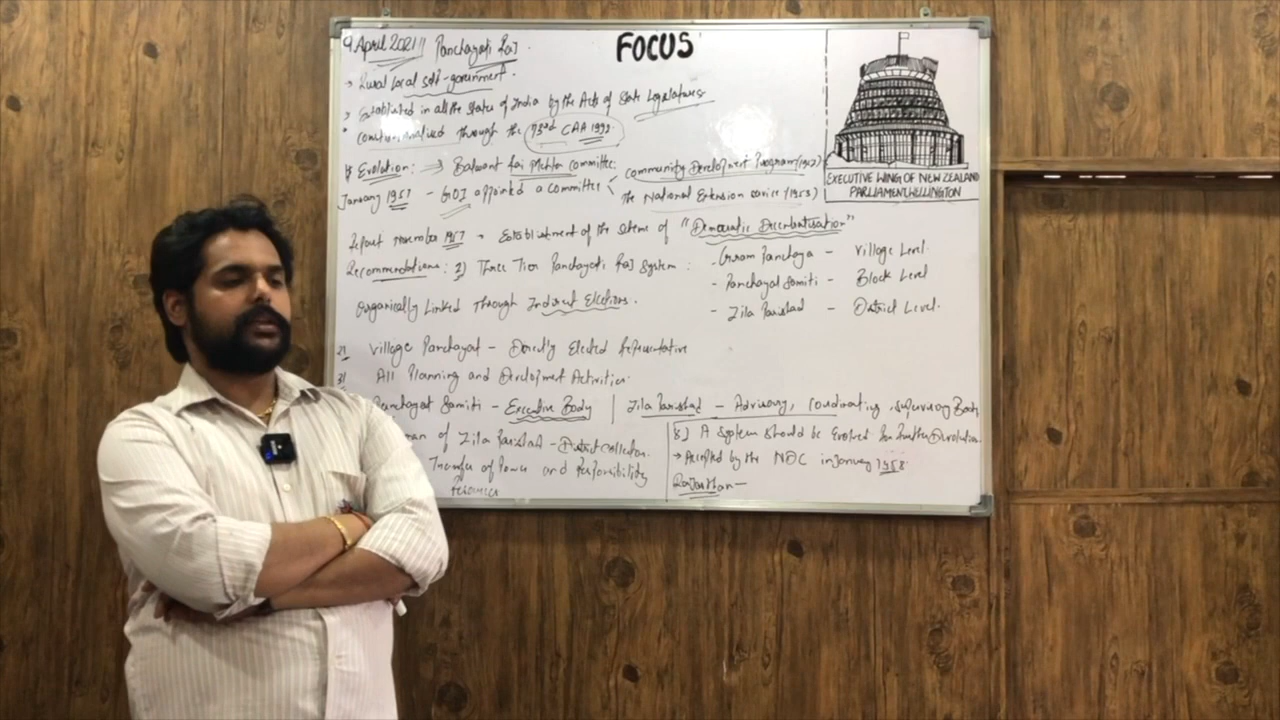 FOCUS
9 April 2021 || Panchayati Raj.
→ Rural local self-government.
→ Established in all the States of India by the Acts of State Legislatures
Constitutionalised through the 73rd CAA 1992.
EXECUTIVE WING OF NEW ZEALAND
PARLIAMENT, WELLINGTON
Evolution: → Balwant Rai Mehta Committee:
January 1957 - GOI appointed a committee
Community Development Program (1952)
The National Extension service (1953)
Report November 1957 - Establishment of the scheme of "Democratic Decentralisation"
Recommendations: 1) Three Tier Panchayati Raj System:
- Gram Panchaya - Village Level.
- Panchayat Samiti - Block Level
- Zila Parishad - District Level.
Organically Linked Through Indirect Elections.
2) Village Panchayat - Directly Elected Representative
3) All Planning and Development Activities.
Panchayat Samiti - Executive Body | Zila Parishad - Advisory, coordinating, supervisory Body
of Zila Parishad - District Collector.
Transfer of Power and Responsibility
resources
8) A System should be Evolved for further Devolution
→ Accepted by the NDC in January 1958.
Rajasthan -